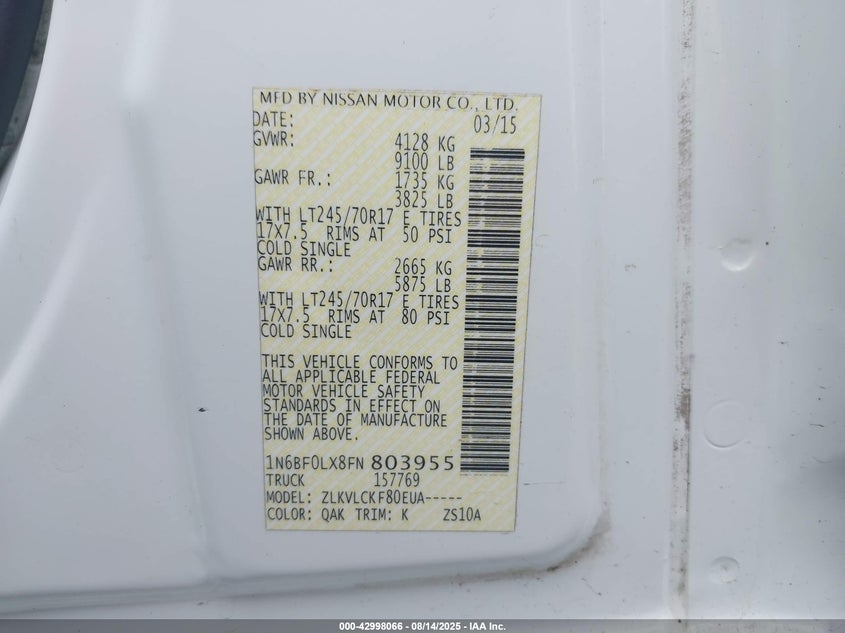 MFD BY NISSAN MOTOR CO., LTD.
DATE: 03/15
GVWR: 4128 KG
9100 LB
GAWR FR.: 1735 KG
3825 LB
WITH LT245/70R17 E TIRES
17X7.5 RIMS AT 50 PSI
COLD SINGLE
GAWR RR.: 2665 KG
5875 LB
WITH LT245/70R17 E TIRES
17X7.5 RIMS AT 80 PSI
COLD SINGLE
THIS VEHICLE CONFORMS TO
ALL APPLICABLE FEDERAL
MOTOR VEHICLE SAFETY
STANDARDS IN EFFECT ON
THE DATE OF MANUFACTURE
SHOWN ABOVE.
1N6BF0LX8FN 803955
TRUCK 157769
MODEL: ZLKVLCKF80EUA-----
COLOR: QAK TRIM: K ZS10A
000-42998066 - 08/14/2025 - IAA Inc.